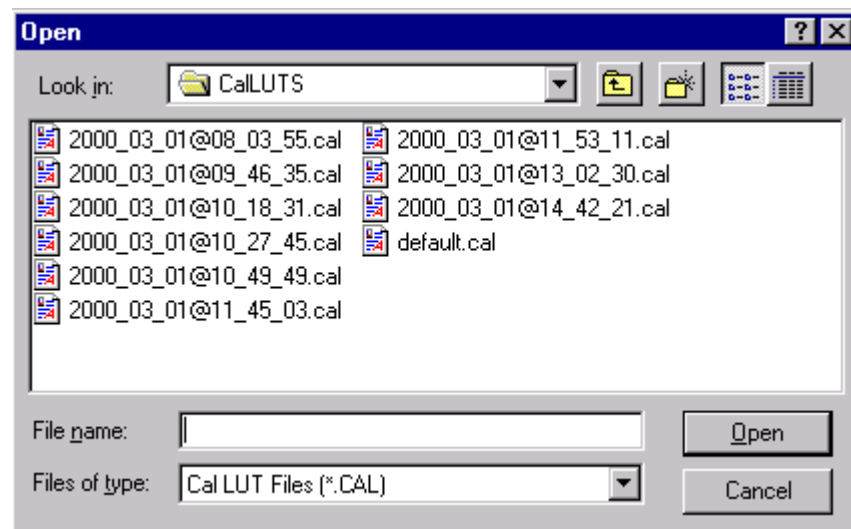 Open
Look in: CalLUTS
2000_03_01@08_03_55.cal
2000_03_01@09_46_35.cal
2000_03_01@10_18_31.cal
2000_03_01@10_27_45.cal
2000_03_01@10_49_49.cal
2000_03_01@11_45_03.cal
2000_03_01@11_53_11.cal
2000_03_01@13_02_30.cal
2000_03_01@14_42_21.cal
default.cal
File name: Open
Files of type: Cal LUT Files (*.CAL) Cancel